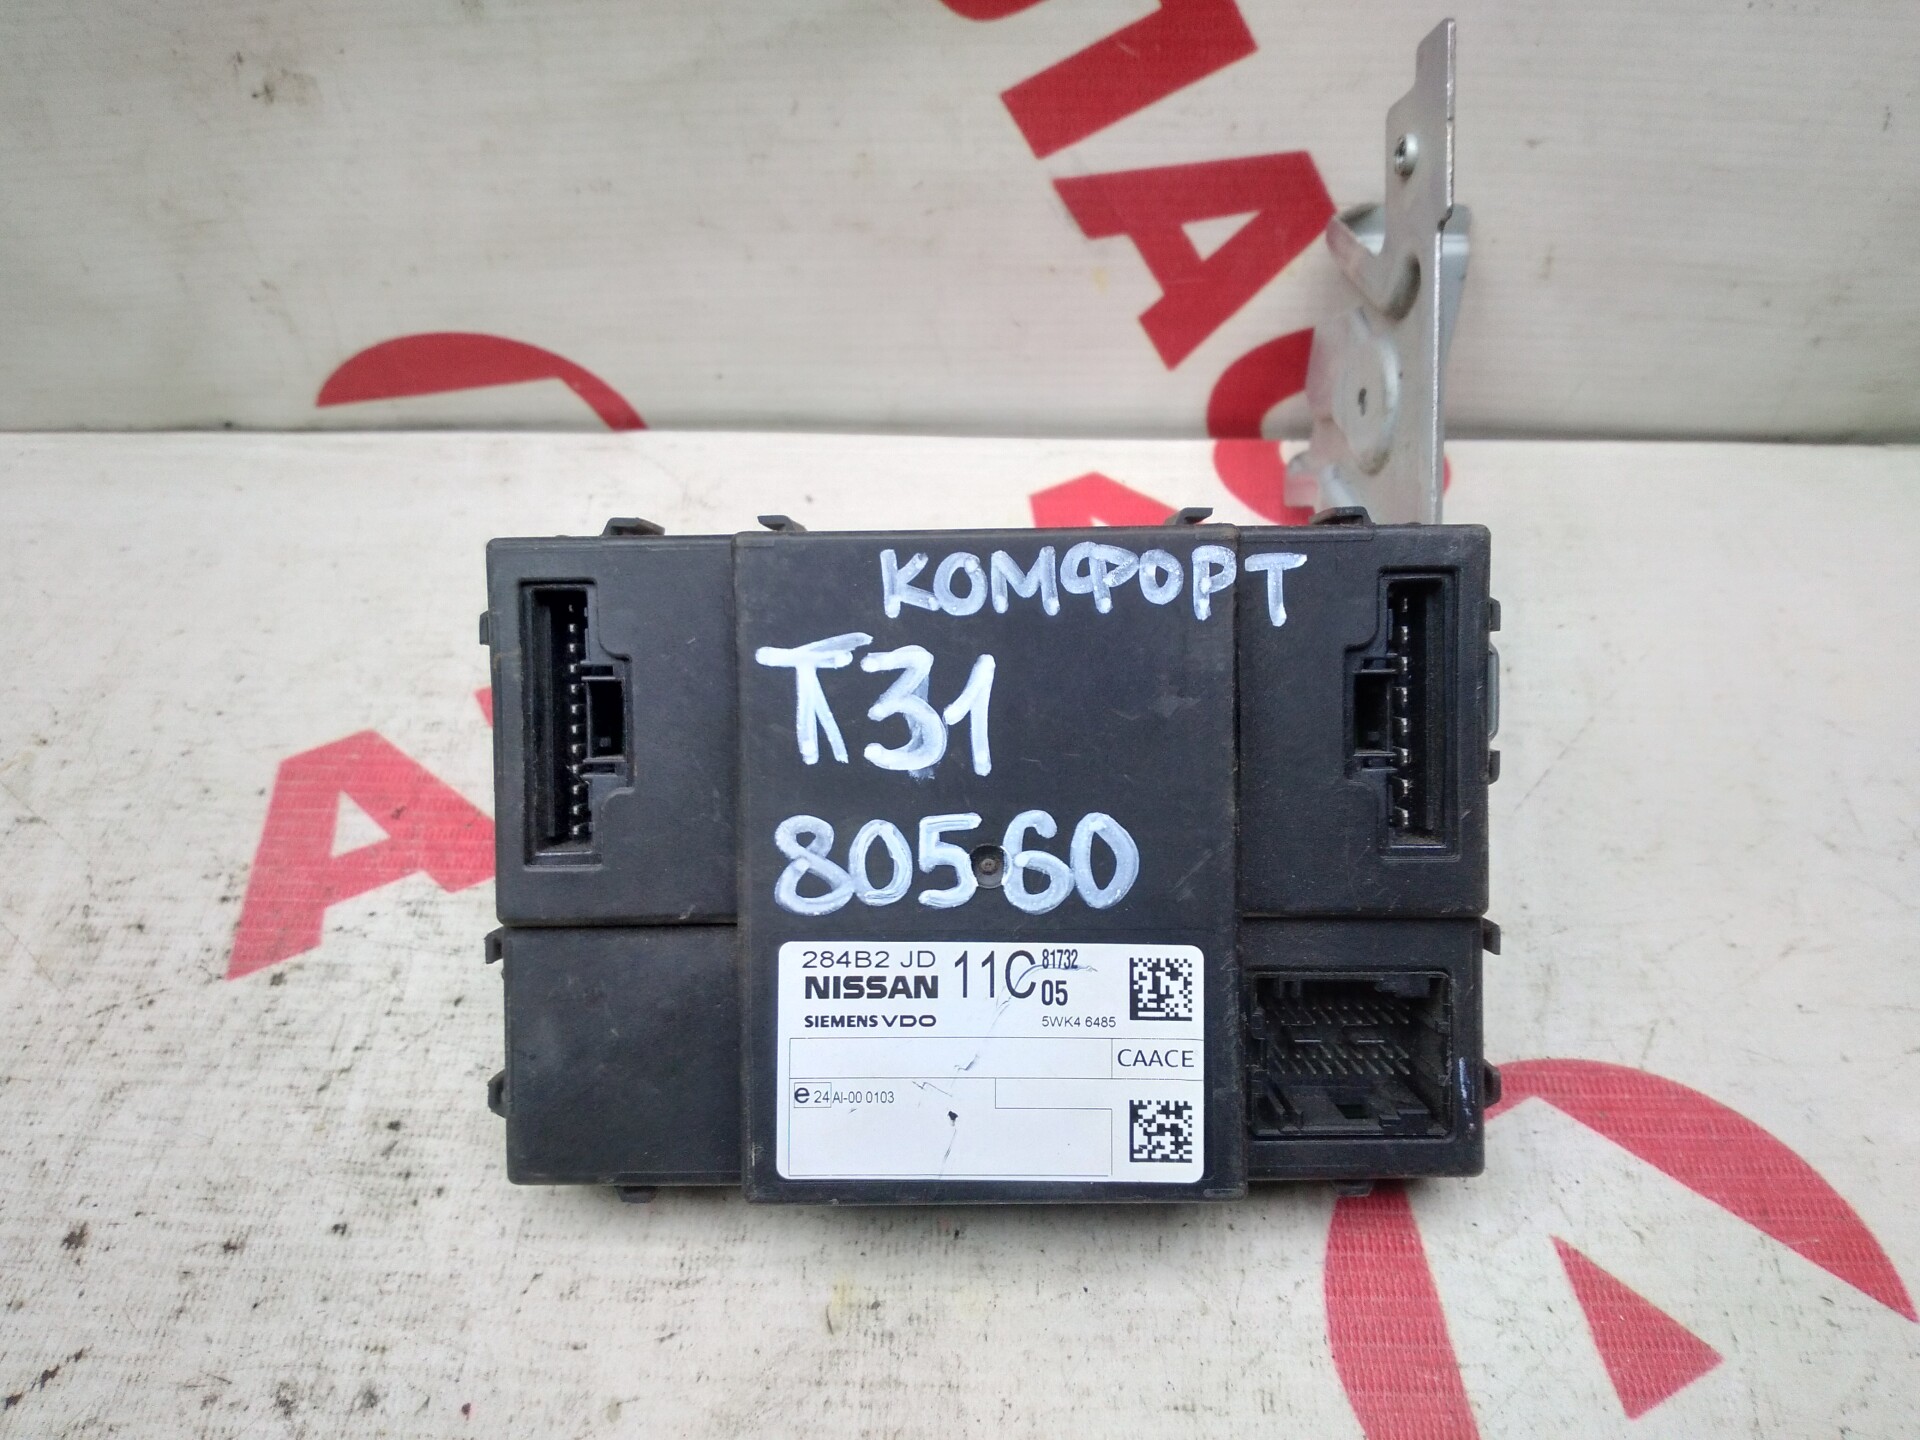 КОМФОРТ
Т31
80560
284B2 JD 11C 81732
NISSAN 05
SIEMENS VDO 5WK4 6485
CAACE
e 24 AI-00 0103